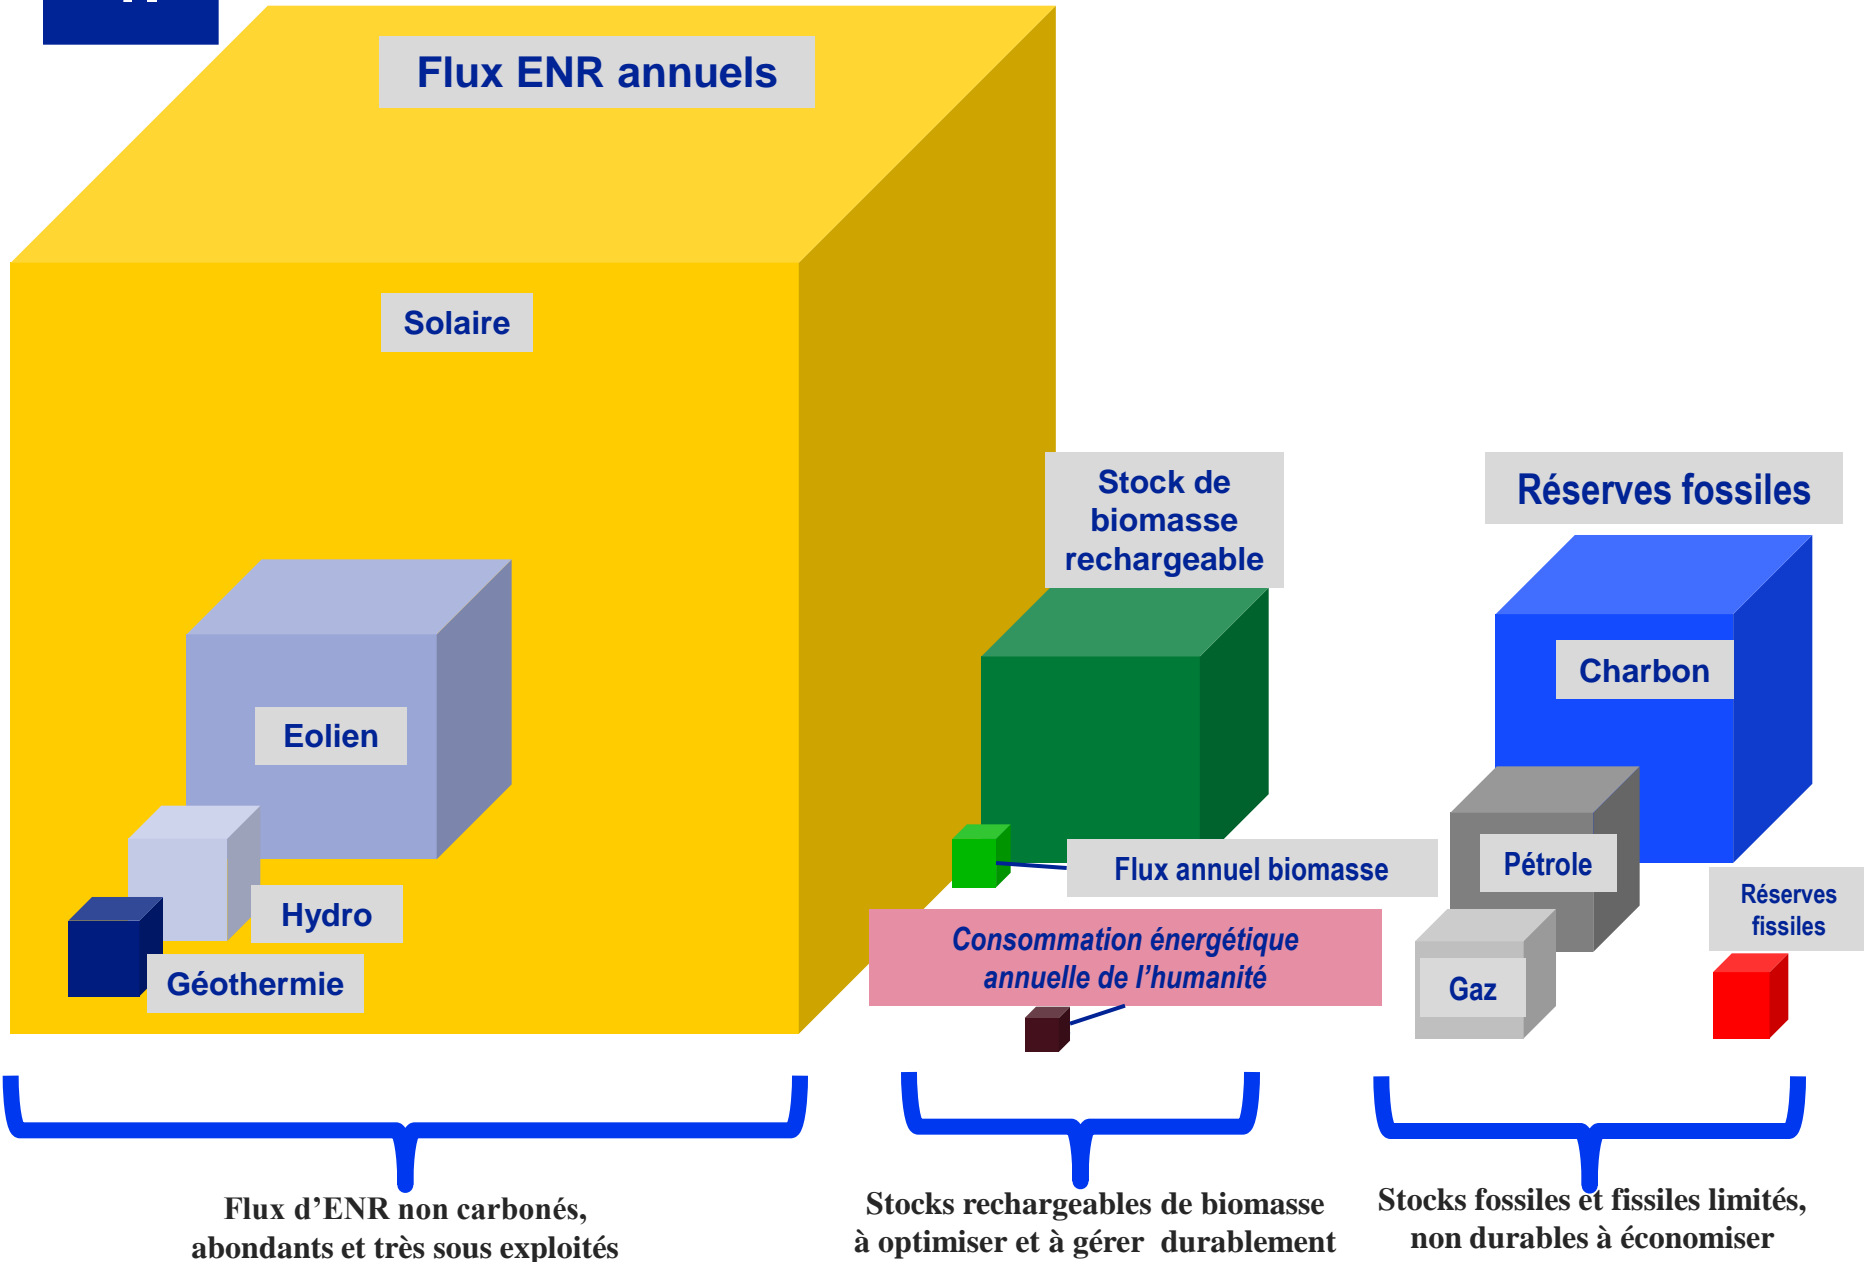 Flux ENR annuels
Solaire
Stock de
biomasse
rechargeable
Réserves fossiles
Charbon
Eolien
Pétrole
Flux annuel biomasse
Réserves
fissiles
Hydro
Consommation énergétique
annuelle de l’humanité
Géothermie
Gaz
Flux d’ENR non carbonés,
abondants et très sous exploités
Stocks rechargeables de biomasse
à optimiser et à gérer durablement
Stocks fossiles et fissiles limités,
non durables à économiser